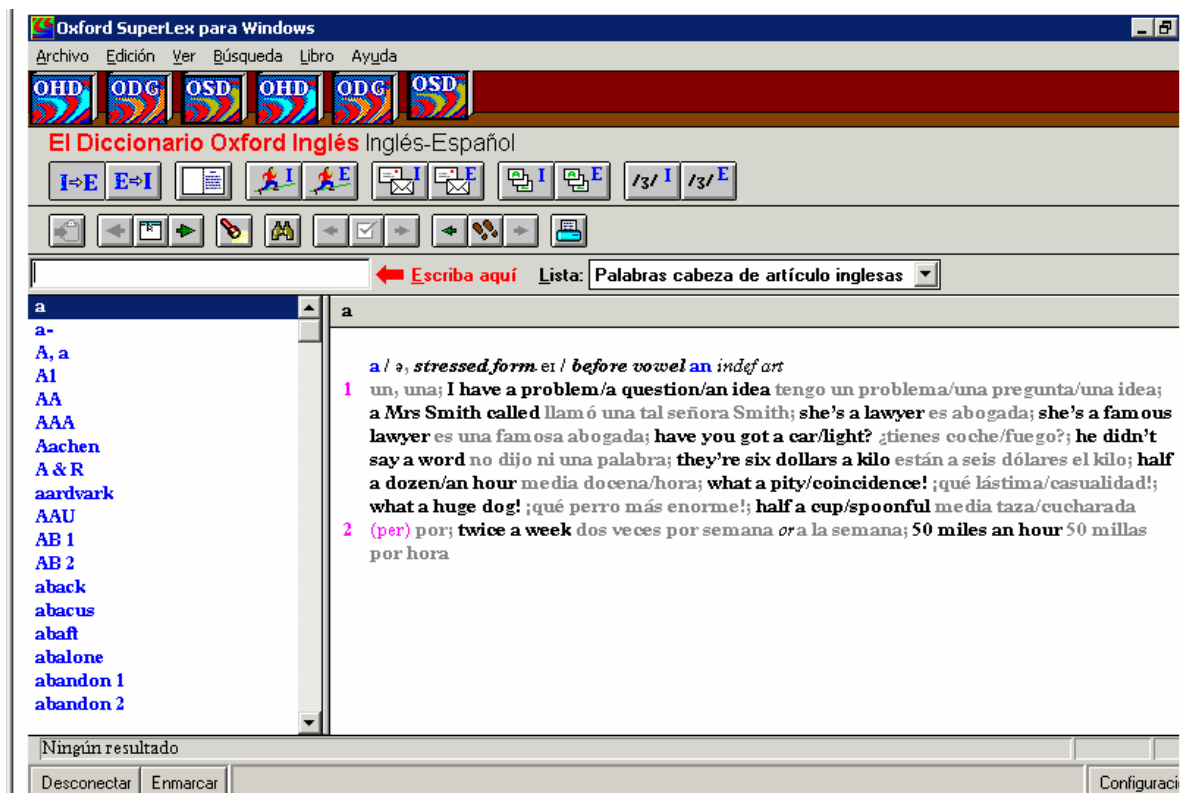 Oxford SuperLex para Windows
Archivo Edición Ver Búsqueda Libro Ayuda
OHD ODG OSD OHD ODG OSD
El Diccionario Oxford Inglés Inglés-Español
I⇨E E⇨I I E I E I E /ʒ/ I /ʒ/ E
Escriba aquí Lista: Palabras cabeza de artículo inglesas
a
a-
A, a
A1
AA
AAA
Aachen
A & R
aardvark
AAU
AB 1
AB 2
aback
abacus
abaft
abalone
abandon 1
abandon 2
a
a / ə, stressed form eɪ / before vowel an indef art
1 un, una; I have a problem/a question/an idea tengo un problema/una pregunta/una idea;
a Mrs Smith called llamó una tal señora Smith; she's a lawyer es abogada; she's a famous
lawyer es una famosa abogada; have you got a car/light? ¿tienes coche/fuego?; he didn't
say a word no dijo ni una palabra; they're six dollars a kilo están a seis dólares el kilo; half
a dozen/an hour media docena/hora; what a pity/coincidence! ¡qué lástima/casualidad!;
what a huge dog! ¡qué perro más enorme!; half a cup/spoonful media taza/cucharada
2 (per) por; twice a week dos veces por semana or a la semana; 50 miles an hour 50 millas
por hora
Ningún resultado
Desconectar Enmarcar Configuraci